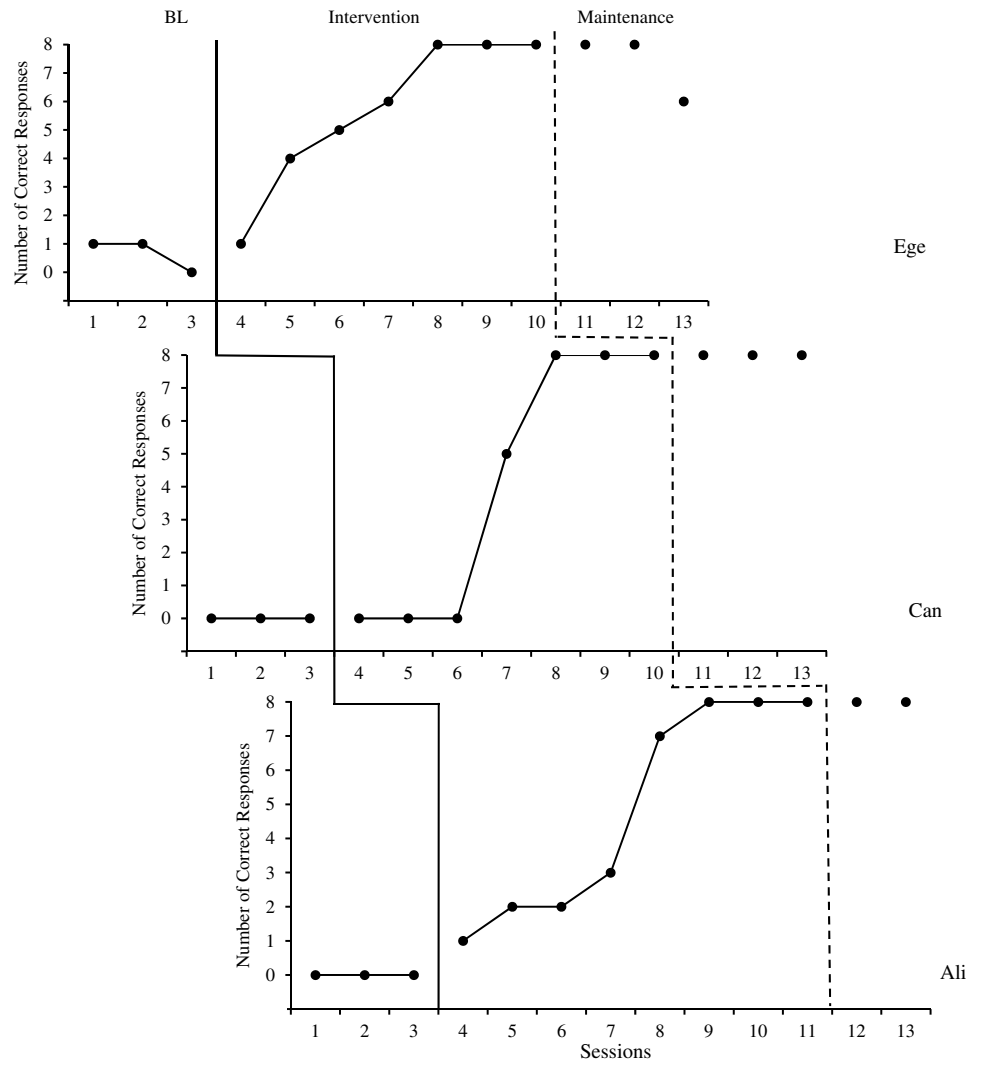 BL Intervention Maintenance
Number of Correct Responses
8
7
6
5
4
3
2
1
0
Ege
1 2 3 4 5 6 7 8 9 10 11 12 13
Number of Correct Responses
8
7
6
5
4
3
2
1
0
Can
1 2 3 4 5 6 7 8 9 10 11 12 13
Number of Correct Responses
8
7
6
5
4
3
2
1
0
Ali
1 2 3 4 5 6 7 8 9 10 11 12 13
Sessions